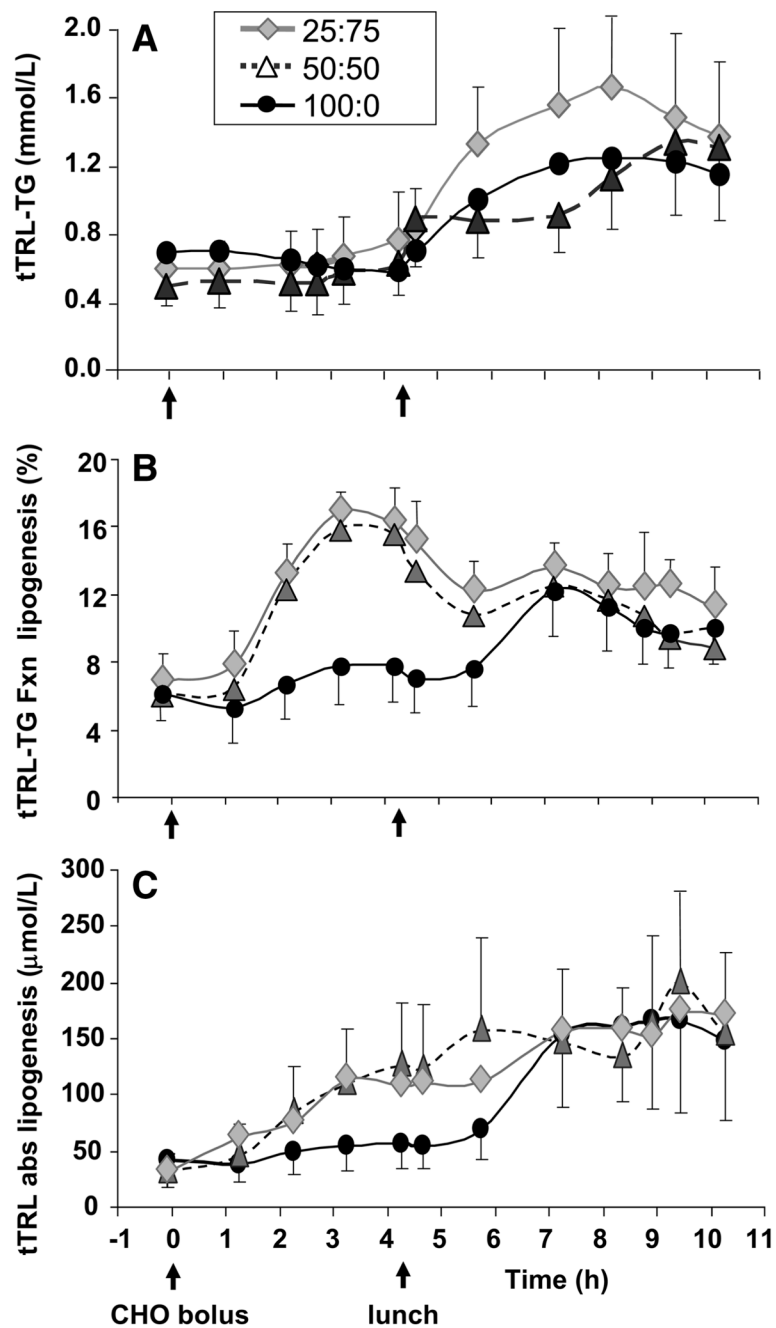 A
25:75
50:50
100:0
tTRL-TG (mmol/L)
2.0
1.6
1.2
0.8
0.4
0.0
B
tTRL-TG Fxn lipogenesis (%)
20
16
12
8
4
0
C
tTRL abs lipogenesis (μmol/L)
300
250
200
150
100
50
0
-1 0 1 2 3 4 5 6 7 8 9 10 11
Time (h)
CHO bolus lunch